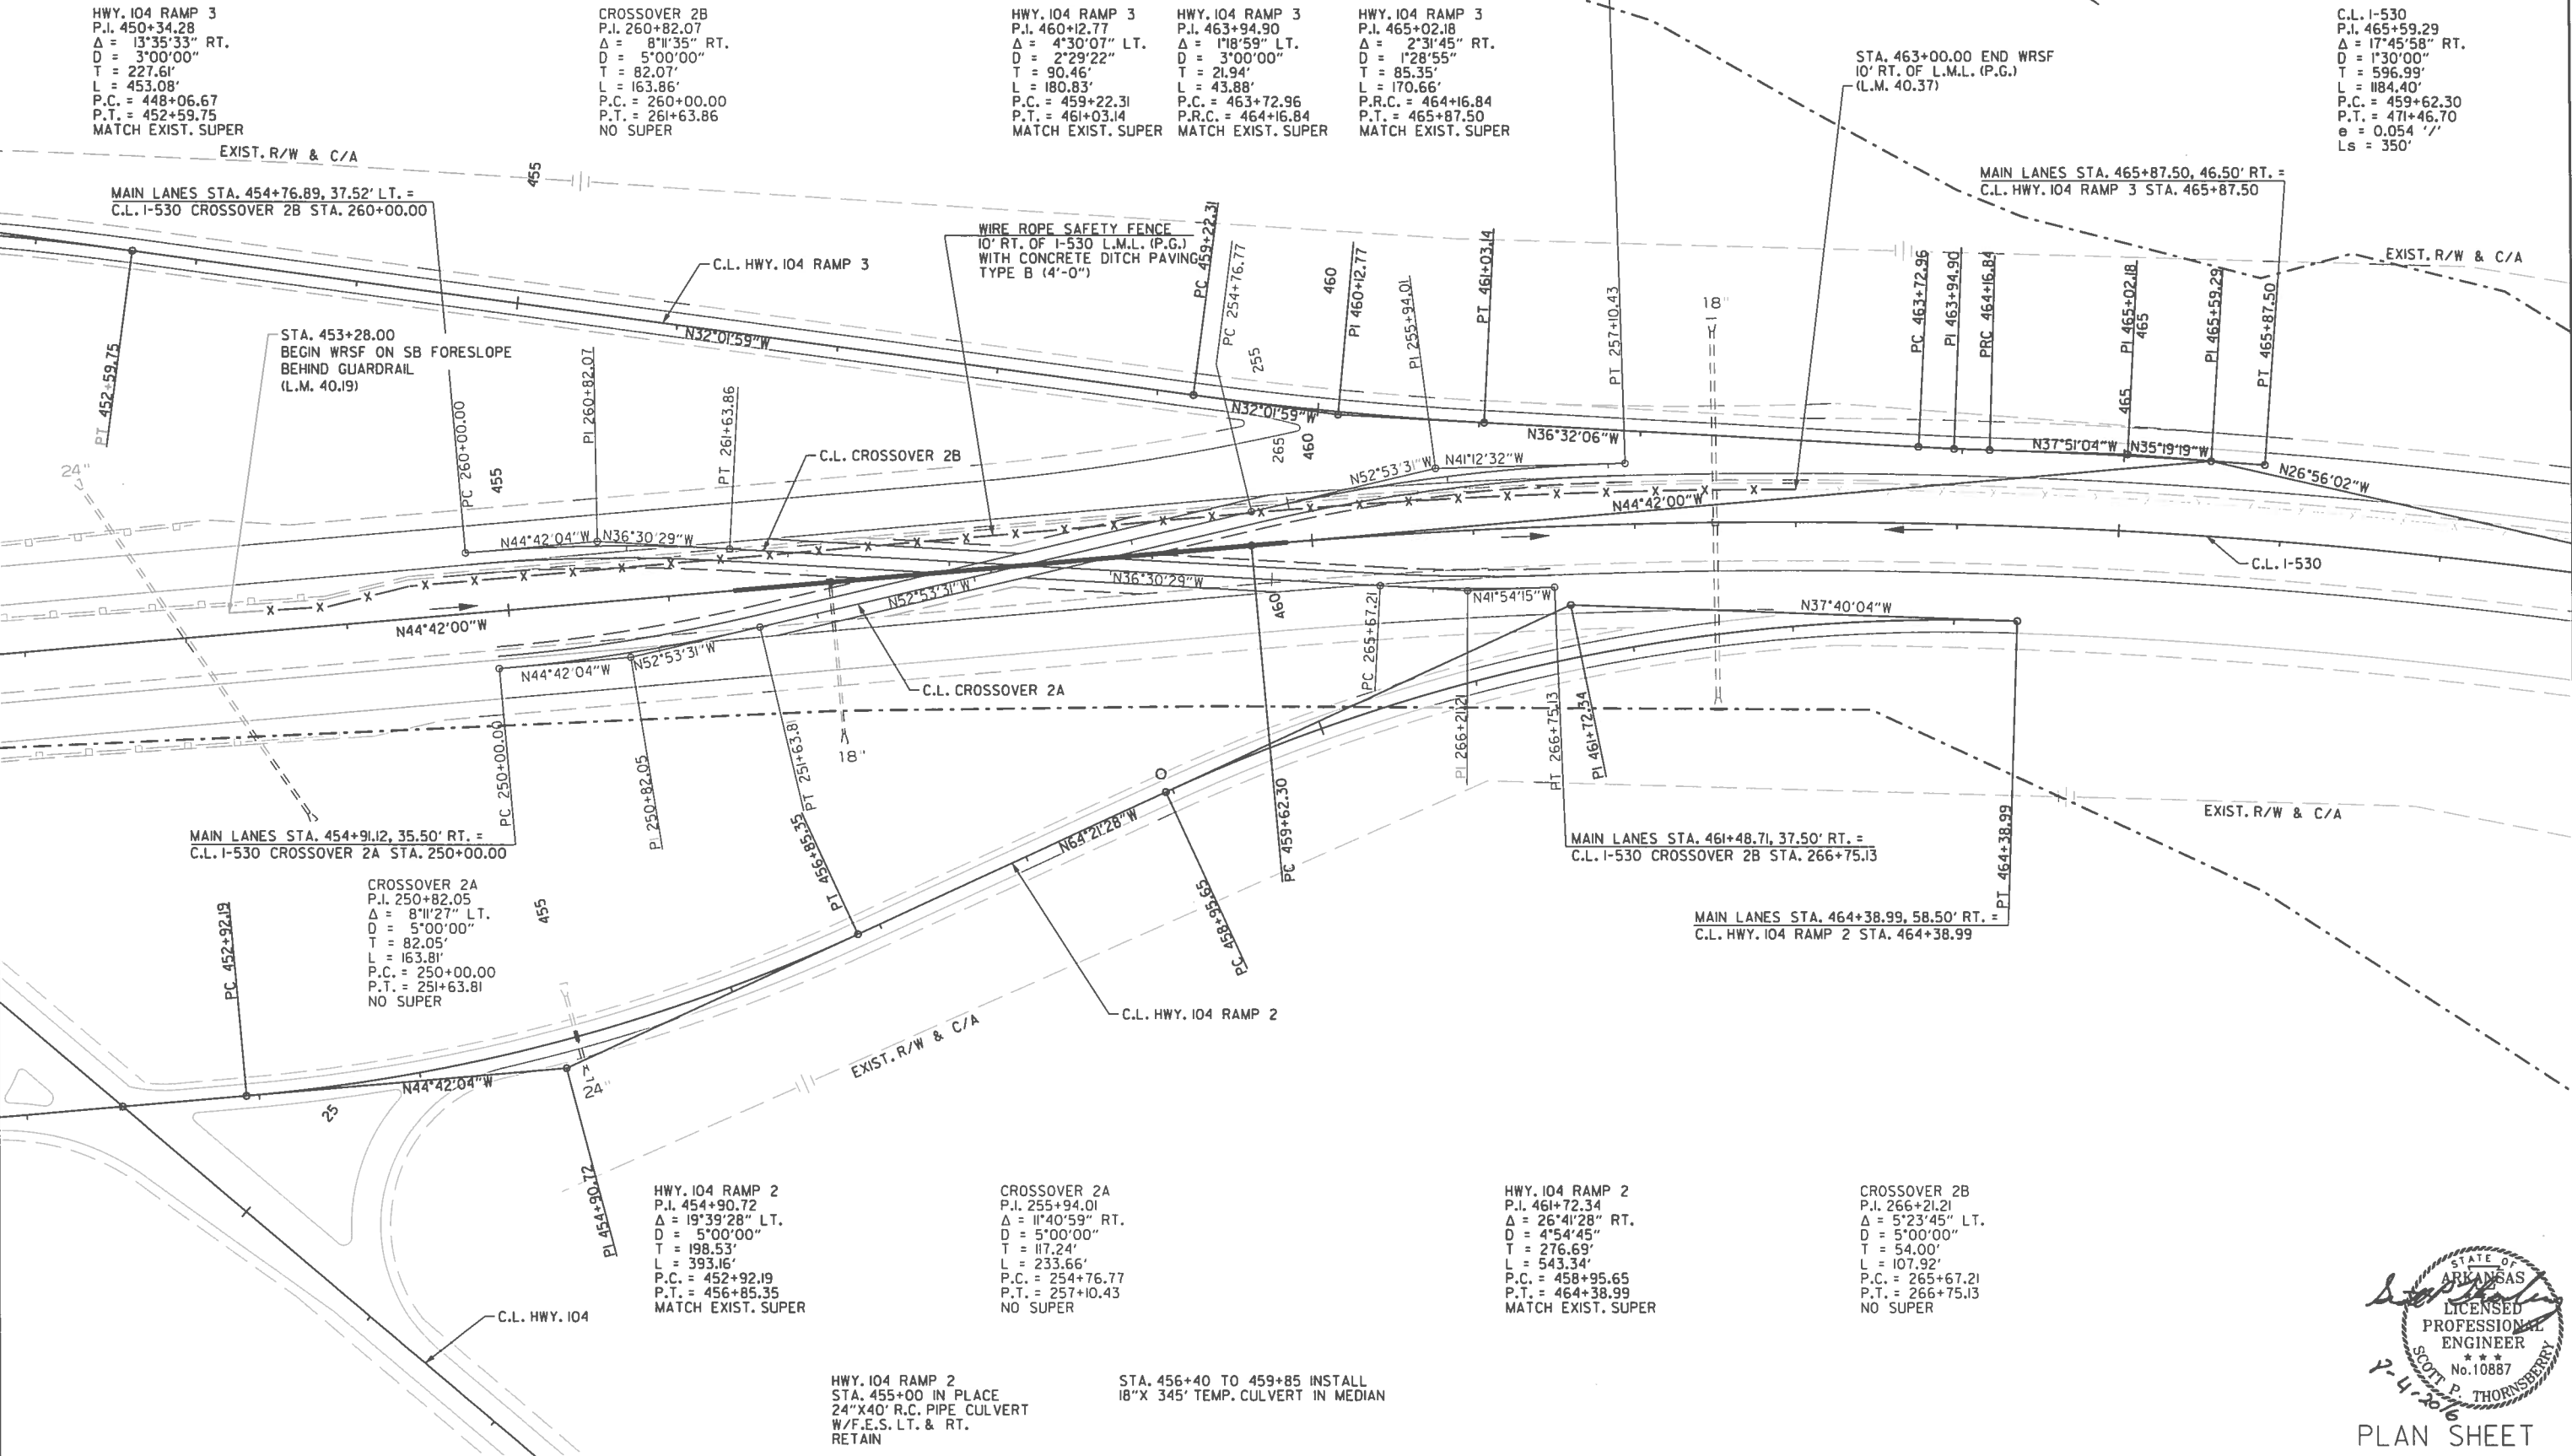 HWY. 104 RAMP 3
P.I. 450+34.28
Δ = 13°35'33" RT.
D = 3°00'00"
T = 227.61'
L = 453.08'
P.C. = 448+06.67
P.T. = 452+59.75
MATCH EXIST. SUPER
CROSSOVER 2B
P.I. 260+82.07
Δ = 8°11'35" RT.
D = 5°00'00"
T = 82.07'
L = 163.86'
P.C. = 260+00.00
P.T. = 261+63.86
NO SUPER
HWY. 104 RAMP 3
P.I. 460+12.77
Δ = 4°30'07" LT.
D = 2°29'22"
T = 90.46'
L = 180.83'
P.C. = 459+22.31
P.T. = 461+03.14
MATCH EXIST. SUPER
HWY. 104 RAMP 3
P.I. 463+94.90
Δ = 1°18'59" LT.
D = 3°00'00"
T = 21.94'
L = 43.88'
P.C. = 463+72.96
P.R.C. = 464+16.84
MATCH EXIST. SUPER
HWY. 104 RAMP 3
P.I. 465+02.18
Δ = 2°31'45" RT.
D = 1°28'55"
T = 85.35'
L = 170.66'
P.R.C. = 464+16.84
P.T. = 465+87.50
MATCH EXIST. SUPER
STA. 463+00.00 END WRSF
10' RT. OF L.M.L. (P.G.)
(L.M. 40.37)
C.L. I-530
P.I. 465+59.29
Δ = 17°45'58" RT.
D = 1°30'00"
T = 596.99'
L = 1184.40'
P.C. = 459+62.30
P.T. = 471+46.70
e = 0.054 '/'
Ls = 350'
EXIST. R/W & C/A
455
MAIN LANES STA. 454+76.89, 37.52' LT. =
C.L. I-530 CROSSOVER 2B STA. 260+00.00
MAIN LANES STA. 465+87.50, 46.50' RT. =
C.L. HWY. 104 RAMP 3 STA. 465+87.50
WIRE ROPE SAFETY FENCE
10' RT. OF I-530 L.M.L. (P.G.)
WITH CONCRETE DITCH PAVING
TYPE B (4'-0")
C.L. HWY. 104 RAMP 3
EXIST. R/W & C/A
PT 452+59.75
STA. 453+28.00
BEGIN WRSF ON SB FORESLOPE
BEHIND GUARDRAIL
(L.M. 40.19)
N32°01'59"W
PC 459+22.31
PC 254+76.77
255
460
PI 460+12.77
PI 255+94.01
PT 461+03.14
PT 257+10.43
18"
PC 463+72.96
PI 463+94.90
PRC 464+16.84
PI 465+02.18
465
465
PI 465+59.29
PT 465+87.50
PC 260+00.00
455
PI 260+82.07
PT 261+63.86
C.L. CROSSOVER 2B
N32°01'59"W
265
460
N36°32'06"W
N37°51'04"W
N35°19'19"W
N26°56'02"W
24"
N52°53'31"W
N41°12'32"W
N44°42'00"W
N44°42'04"W
N36°30'29"W
C.L. I-530
N36°30'29"W
N52°53'31"W
460
PC 265+67.21
N41°54'15"W
N37°40'04"W
N44°42'00"W
N44°42'04"W
N52°53'31"W
C.L. CROSSOVER 2A
PC 250+00.00
PI 250+82.05
PT 251+63.81
18"
PI 266+21.21
PT 266+75.13
PI 461+72.34
MAIN LANES STA. 454+91.12, 35.50' RT. =
C.L. I-530 CROSSOVER 2A STA. 250+00.00
PT 456+85.35
N64°21'28"W
PC 459+62.30
MAIN LANES STA. 461+48.71, 37.50' RT. =
C.L. I-530 CROSSOVER 2B STA. 266+75.13
EXIST. R/W & C/A
PT 464+38.99
CROSSOVER 2A
P.I. 250+82.05
Δ = 8°11'27" LT.
D = 5°00'00"
T = 82.05'
L = 163.81'
P.C. = 250+00.00
P.T. = 251+63.81
NO SUPER
PC 452+92.19
455
PC 458+95.65
MAIN LANES STA. 464+38.99, 58.50' RT. =
C.L. HWY. 104 RAMP 2 STA. 464+38.99
C.L. HWY. 104 RAMP 2
EXIST. R/W & C/A
N44°42'04"W
24"
25
PI 454+90.72
HWY. 104 RAMP 2
P.I. 454+90.72
Δ = 19°39'28" LT.
D = 5°00'00"
T = 198.53'
L = 393.16'
P.C. = 452+92.19
P.T. = 456+85.35
MATCH EXIST. SUPER
CROSSOVER 2A
P.I. 255+94.01
Δ = 11°40'59" RT.
D = 5°00'00"
T = 117.24'
L = 233.66'
P.C. = 254+76.77
P.T. = 257+10.43
NO SUPER
HWY. 104 RAMP 2
P.I. 461+72.34
Δ = 26°41'28" RT.
D = 4°54'45"
T = 276.69'
L = 543.34'
P.C. = 458+95.65
P.T. = 464+38.99
MATCH EXIST. SUPER
CROSSOVER 2B
P.I. 266+21.21
Δ = 5°23'45" LT.
D = 5°00'00"
T = 54.00'
L = 107.92'
P.C. = 265+67.21
P.T. = 266+75.13
NO SUPER
C.L. HWY. 104
HWY. 104 RAMP 2
STA. 455+00 IN PLACE
24"X40' R.C. PIPE CULVERT
W/F.E.S. LT. & RT.
RETAIN
STA. 456+40 TO 459+85 INSTALL
18"X 345' TEMP. CULVERT IN MEDIAN
STATE OF
ARKANSAS
LICENSED
PROFESSIONAL
ENGINEER
No.10887
SCOTT P. THORNSBERRY
2-4-2016
PLAN SHEET